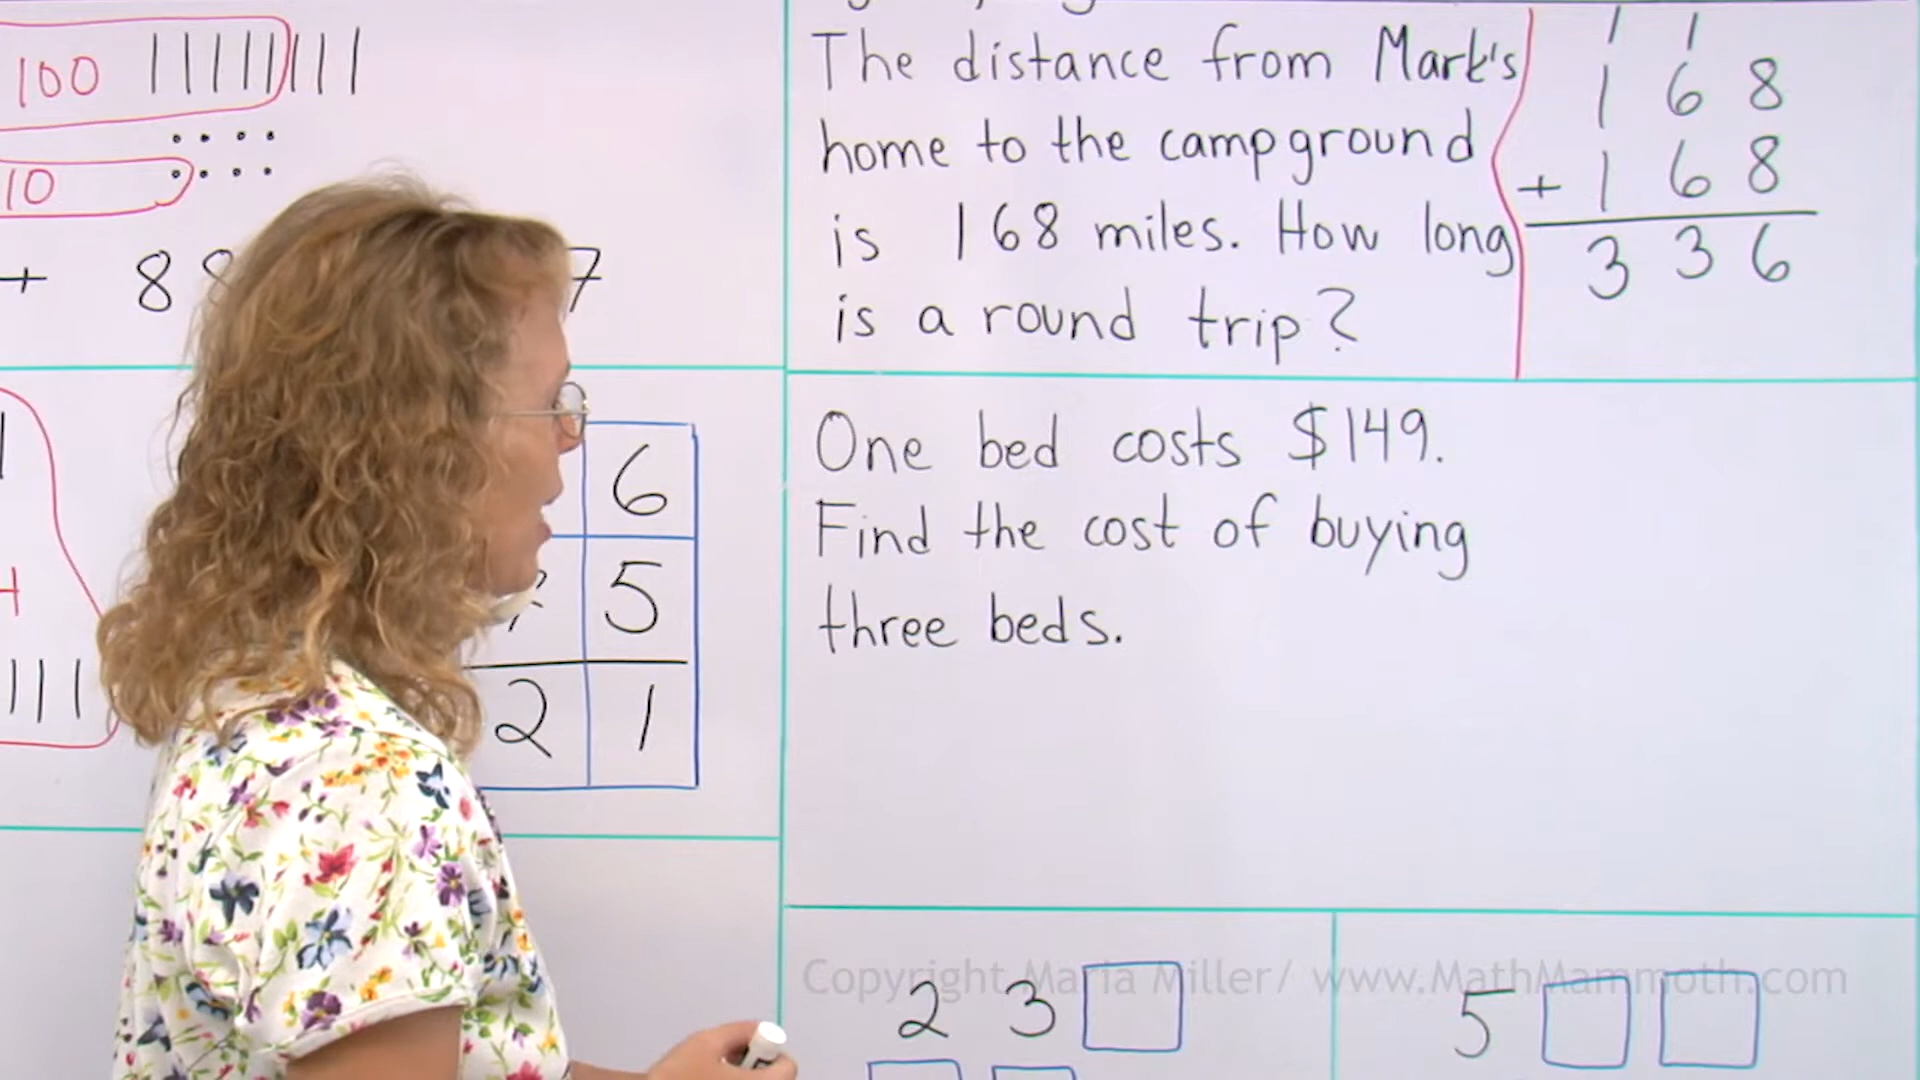 100
10
+ 8
7
6
5
2 1
The distance from Mark's
home to the campground
is 168 miles. How long
is a round trip?
1 1
1 6 8
+ 1 6 8
3 3 6
One bed costs $149.
Find the cost of buying
three beds.
Copyright Maria Miller/ www.MathMammoth.com
2 3
5